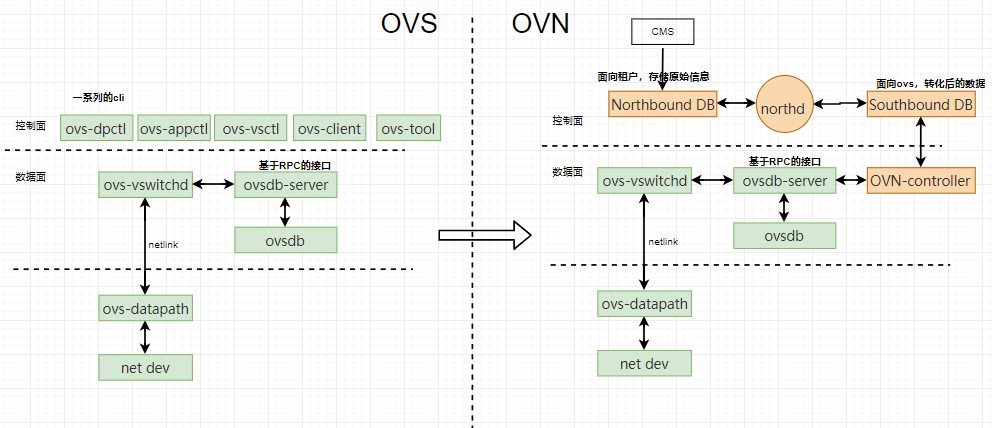 OVS
OVN
CMS
一系列的cli
面向租户，存储原始信息
面向ovs，转化后的数据
控制面
ovs-dpctl
ovs-appctl
ovs-vsctl
ovs-client
ovs-tool
Northbound DB
northd
Southbound DB
控制面
数据面
基于RPC的接口
ovs-vswitchd
ovsdb-server
ovsdb
netlink
ovs-datapath
net dev
数据面
基于RPC的接口
ovs-vswitchd
ovsdb-server
OVN-controller
ovsdb
netlink
ovs-datapath
net dev